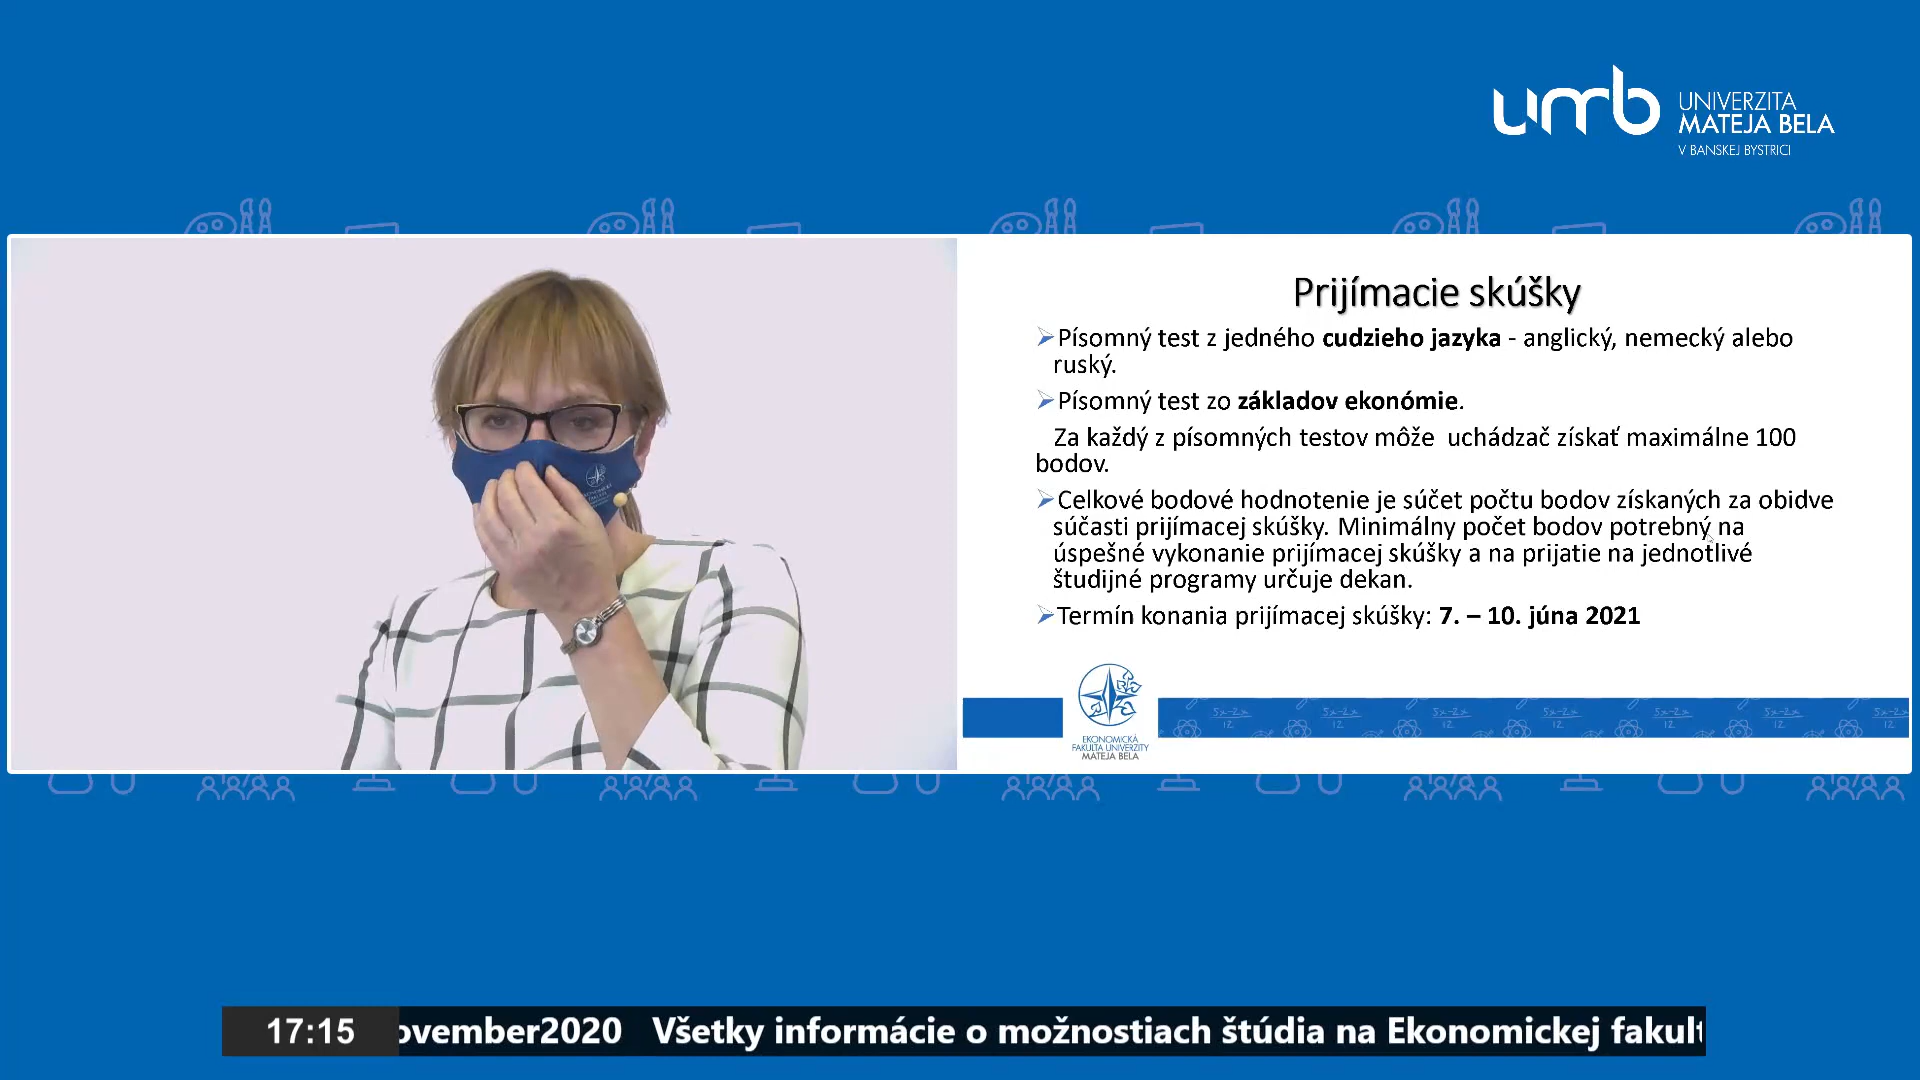 umb
UNIVERZITA
MATEJA BELA
V BANSKEJ BYSTRICI
Prijímacie skúšky
Písomný test z jedného cudzieho jazyka - anglický, nemecký alebo
ruský.
Písomný test zo základov ekonómie.
Za každý z písomných testov môže uchádzač získať maximálne 100
bodov.
Celkové bodové hodnotenie je súčet počtu bodov získaných za obidve
súčasti prijímacej skúšky. Minimálny počet bodov potrebný na
úspešné vykonanie prijímacej skúšky a na prijatie na jednotlivé
študijné programy určuje dekan.
Termín konania prijímacej skúšky: 7. – 10. júna 2021
EKONOMICKÁ
FAKULTA UNIVERZITY
MATEJA BELA
17:15 ovember2020 Všetky informácie o možnostiach štúdia na Ekonomickej fakult